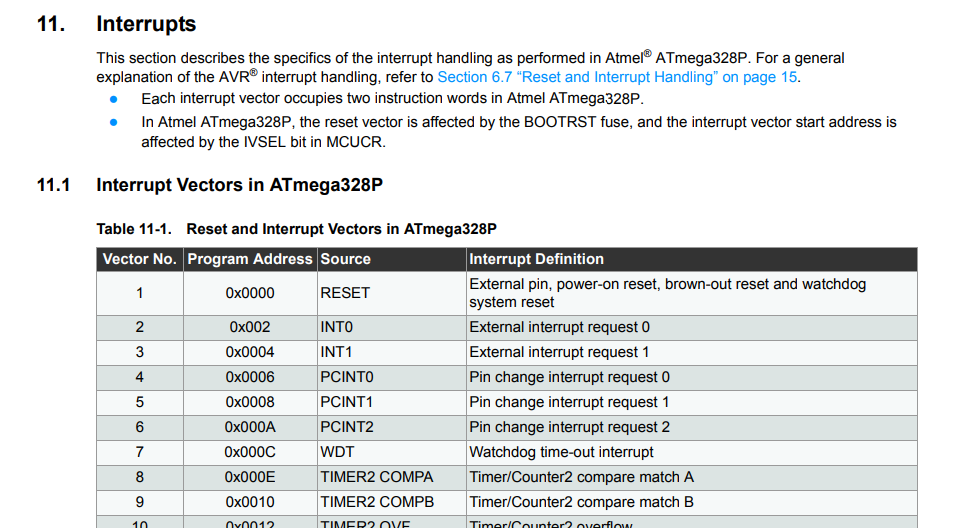 11. Interrupts
This section describes the specifics of the interrupt handling as performed in Atmel® ATmega328P. For a general
explanation of the AVR® interrupt handling, refer to Section 6.7 “Reset and Interrupt Handling” on page 15.
● Each interrupt vector occupies two instruction words in Atmel ATmega328P.
● In Atmel ATmega328P, the reset vector is affected by the BOOTRST fuse, and the interrupt vector start address is
affected by the IVSEL bit in MCUCR.
11.1 Interrupt Vectors in ATmega328P
Table 11-1. Reset and Interrupt Vectors in ATmega328P
Vector No. Program Address Source Interrupt Definition
1 0x0000 RESET External pin, power-on reset, brown-out reset and watchdog
system reset
2 0x002 INT0 External interrupt request 0
3 0x0004 INT1 External interrupt request 1
4 0x0006 PCINT0 Pin change interrupt request 0
5 0x0008 PCINT1 Pin change interrupt request 1
6 0x000A PCINT2 Pin change interrupt request 2
7 0x000C WDT Watchdog time-out interrupt
8 0x000E TIMER2 COMPA Timer/Counter2 compare match A
9 0x0010 TIMER2 COMPB Timer/Counter2 compare match B
10 0x0012 TIMER2 OVF Timer/Counter2 overflow